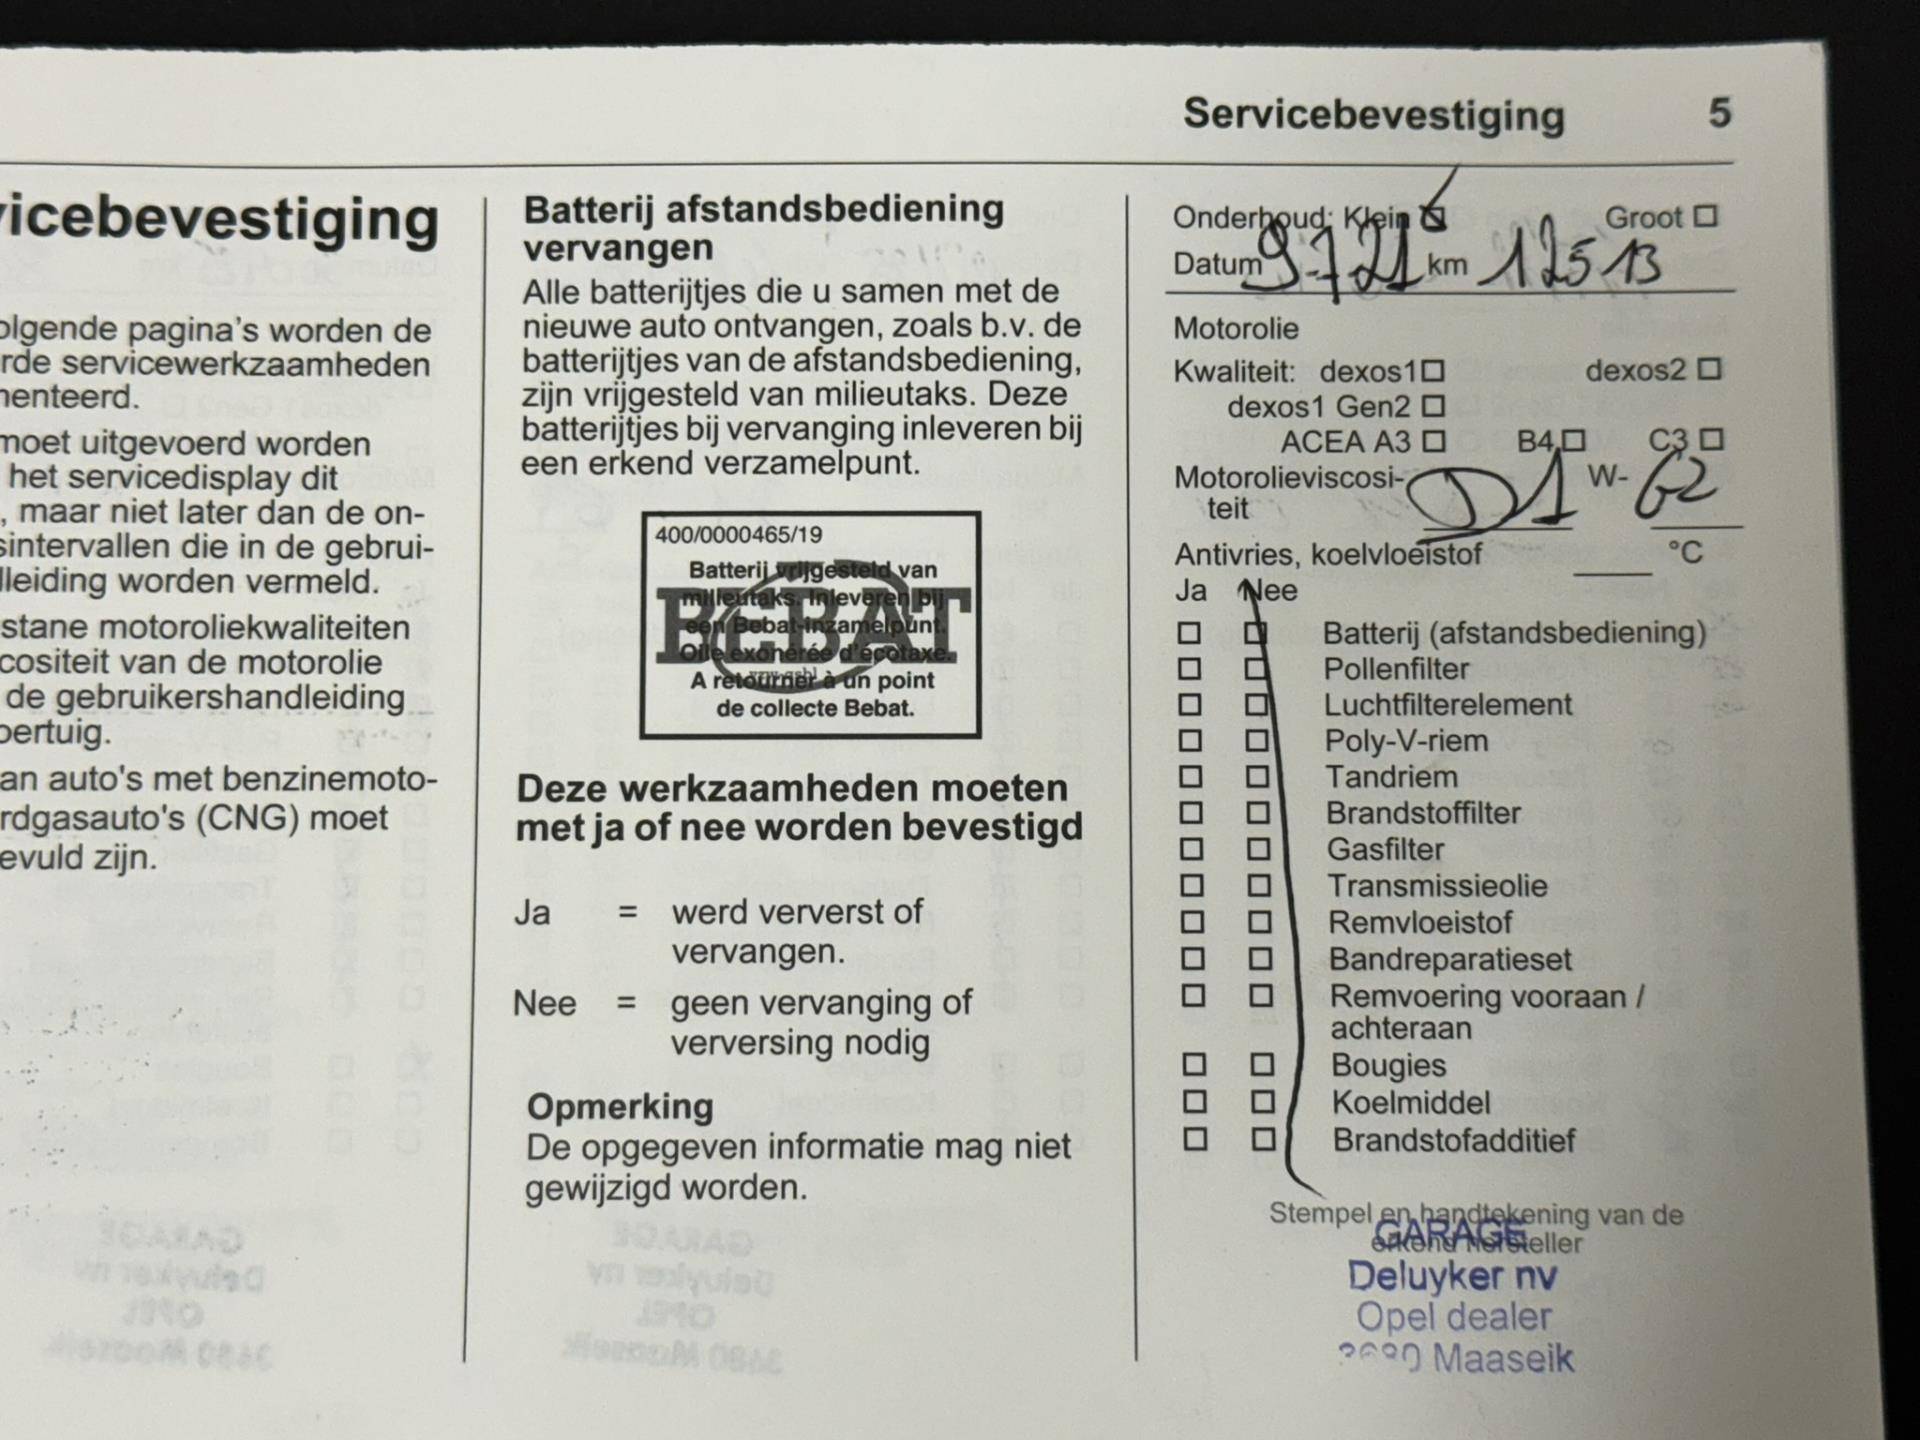 Servicebevestiging 5
vicebevestiging
olgende pagina's worden de
rde servicewerkzaamheden
menteerd.
moet uitgevoerd worden
het servicedisplay dit
, maar niet later dan de on-
sintervallen die in de gebrui-
leiding worden vermeld.
stane motoroliekwaliteiten
cositeit van de motorolie
de gebruikershandleiding
oertuig.
an auto's met benzinemoto-
rdgasauto's (CNG) moet
evuld zijn.
Batterij afstandsbediening
vervangen
Alle batterijtjes die u samen met de
nieuwe auto ontvangen, zoals b.v. de
batterijtjes van de afstandsbediening,
zijn vrijgesteld van milieutaks. Deze
batterijtjes bij vervanging inleveren bij
een erkend verzamelpunt.
400/0000465/19
BEBAT
Batterij vrijgesteld van
milieutaks. Inleveren bij
een Bebat-inzamelpunt.
Oile exonérée d'écotaxe.
A retourner à un point
de collecte Bebat.
Deze werkzaamheden moeten
met ja of nee worden bevestigd
Ja = werd ververst of
vervangen.
Nee = geen vervanging of
verversing nodig
Opmerking
De opgegeven informatie mag niet
gewijzigd worden.
Onderhoud: Klein Groot
Datum 9-7-21 km 12513
Motorolie
Kwaliteit: dexos1 dexos2
dexos1 Gen2
ACEA A3 B4 C3
Motorolieviscosi- D1 W- G2
teit
Antivries, koelvloeistof °C
Ja Nee
Batterij (afstandsbediening)
Pollenfilter
Luchtfilterelement
Poly-V-riem
Tandriem
Brandstoffilter
Gasfilter
Transmissieolie
Remvloeistof
Bandreparatieset
Remvoering vooraan /
achteraan
Bougies
Koelmiddel
Brandstofadditief
Stempel en handtekening van de
erkend hersteller
GARAGE
Deluyker nv
Opel dealer
3680 Maaseik